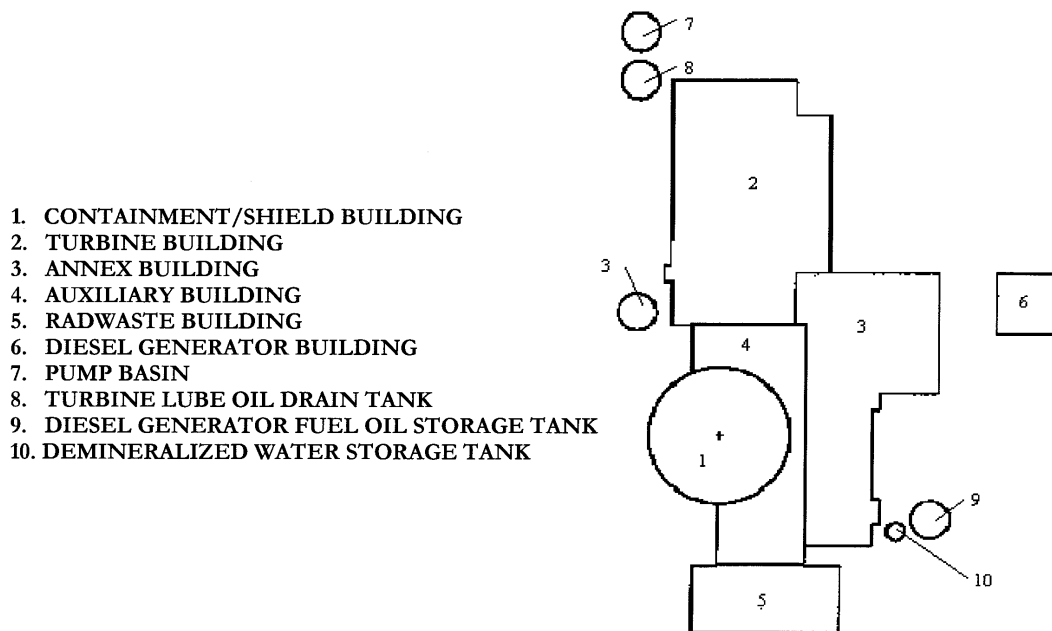 1. CONTAINMENT/SHIELD BUILDING
2. TURBINE BUILDING
3. ANNEX BUILDING
4. AUXILIARY BUILDING
5. RADWASTE BUILDING
6. DIESEL GENERATOR BUILDING
7. PUMP BASIN
8. TURBINE LUBE OIL DRAIN TANK
9. DIESEL GENERATOR FUEL OIL STORAGE TANK
10. DEMINERALIZED WATER STORAGE TANK
7
8
2
3
6
3
4
1
9
10
5